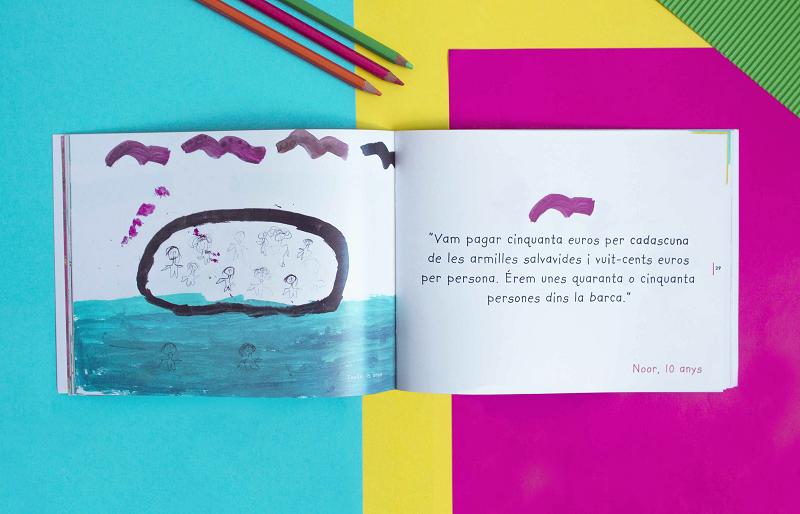 "Vam pagar cinquanta euros per cadascuna
de les armilles salvavides i vuit-cents euros
per persona. Érem unes quaranta o cinquanta
persones dins la barca."
29
Noor, 10 anys